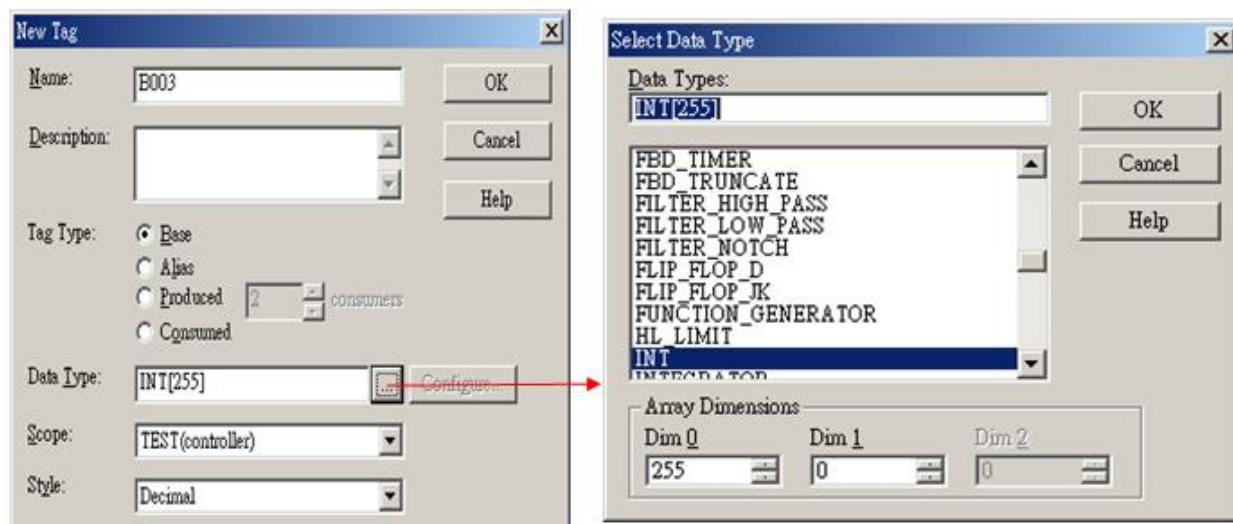 New Tag
Name:
B003
OK
Description:
Cancel
Help
Tag Type:
Base
Alias
Produced
2
consumers
Consumed
Data Type:
INT[255]
...
Configure...
Scope:
TEST(controller)
Style:
Decimal
Select Data Type
Data Types:
INT[255]
OK
Cancel
Help
FBD_TIMER
FBD_TRUNCATE
FILTER_HIGH_PASS
FILTER_LOW_PASS
FILTER_NOTCH
FLIP_FLOP_D
FLIP_FLOP_JK
FUNCTION_GENERATOR
HL_LIMIT
INT
INTEGRATOR
Array Dimensions
Dim 0 Dim 1 Dim 2
255 0 0